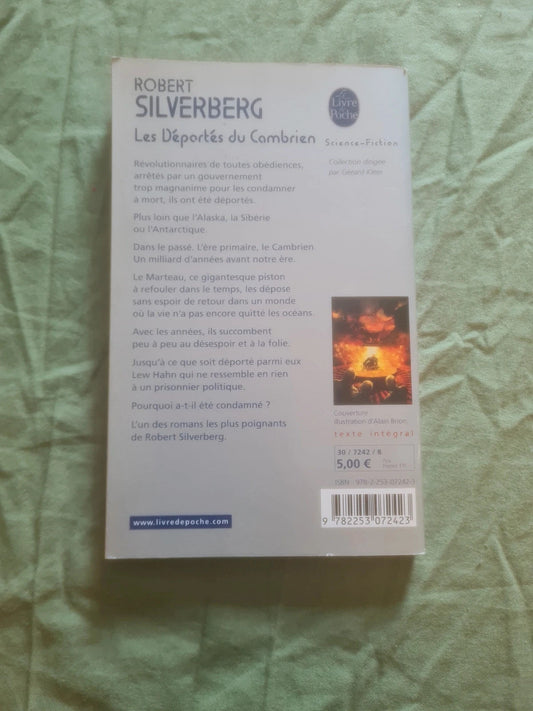 ROBERT
SILVERBERG
Les Déportés du Cambrien
Le
Livre
de
Poche
Science-Fiction
Collection dirigée
par Gérard Klein
Révolutionnaires de toutes obédiences,
arrêtés par un gouvernement
trop magnanime pour les condamner
à mort, ils ont été déportés.
Plus loin que l'Alaska, la Sibérie
ou l'Antarctique.
Dans le passé. L'ère primaire, le Cambrien.
Un milliard d'années avant notre ère.
Le Marteau, ce gigantesque piston
à refouler dans le temps, les dépose
sans espoir de retour dans un monde
où la vie n'a pas encore quitté les océans.
Avec les années, ils succombent
peu à peu au désespoir et à la folie.
Jusqu'à ce que soit déporté parmi eux
Lew Hahn qui ne ressemble en rien
à un prisonnier politique.
Pourquoi a-t-il été condamné ?
L'un des romans les plus poignants
de Robert Silverberg.
Couverture :
illustration d'Alain Brion.
texte intégral
30 / 7242 / 6
5,00 €
Prix
France TTC
ISBN : 978-2-253-07242-3
9 782253 072423
www.livredepoche.com